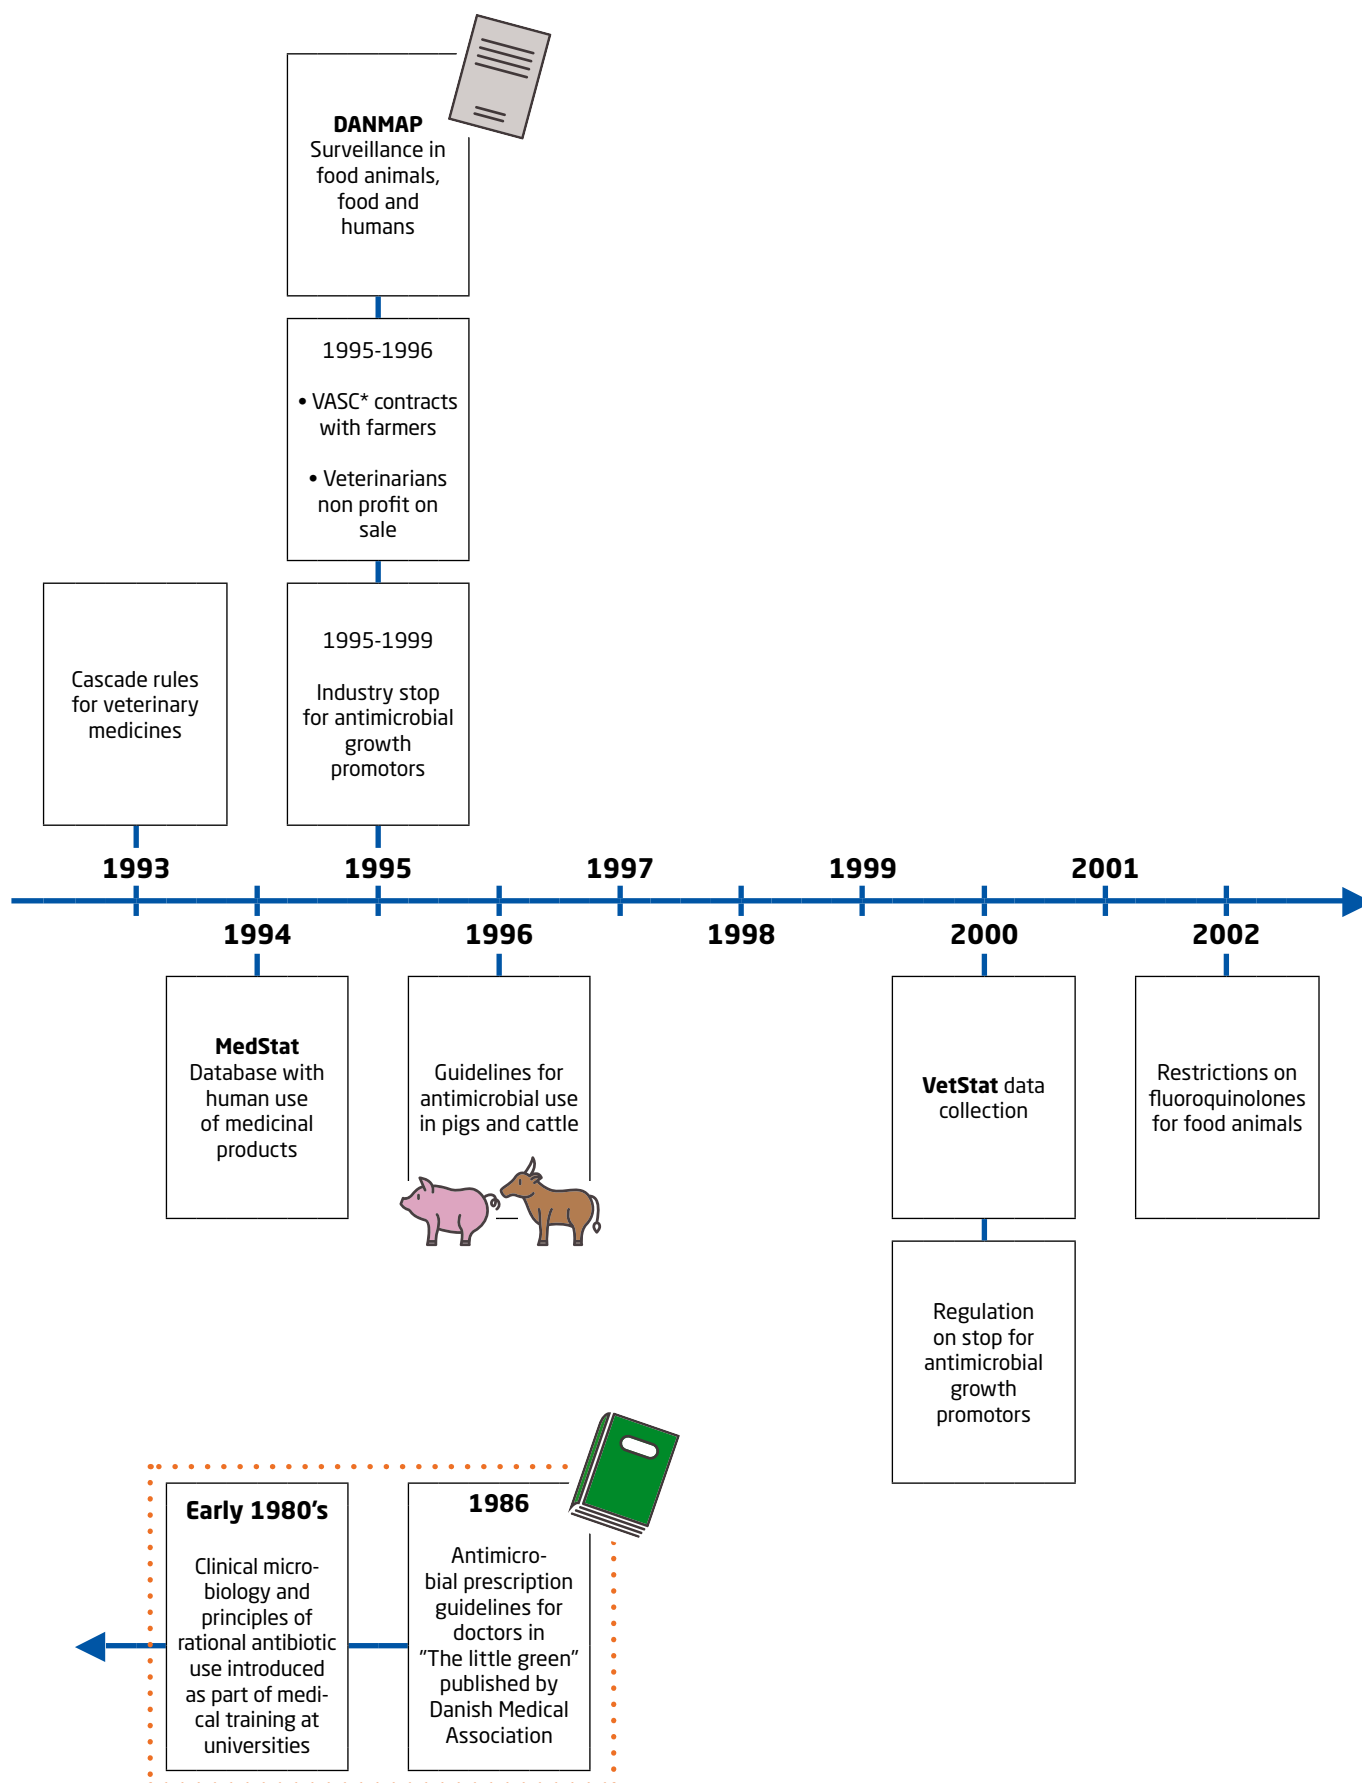 DANMAP
Surveillance in
food animals,
food and
humans
1995-1996
• VASC* contracts
with farmers
• Veterinarians
non profit on
sale
Cascade rules
for veterinary
medicines
1995-1999
Industry stop
for antimicrobial
growth
promotors
1993
1995
1997
1999
2001
1994
1996
1998
2000
2002
MedStat
Database with
human use
of medicinal
products
Guidelines for
antimicrobial use
in pigs and cattle
VetStat data
collection
Restrictions on
fluoroquinolones
for food animals
Regulation
on stop for
antimicrobial
growth
promotors
Early 1980's
Clinical micro-
biology and
principles of
rational antibiotic
use introduced
as part of medi-
cal training at
universities
1986
Antimicro-
bial prescription
guidelines for
doctors in
"The little green"
published by
Danish Medical
Association